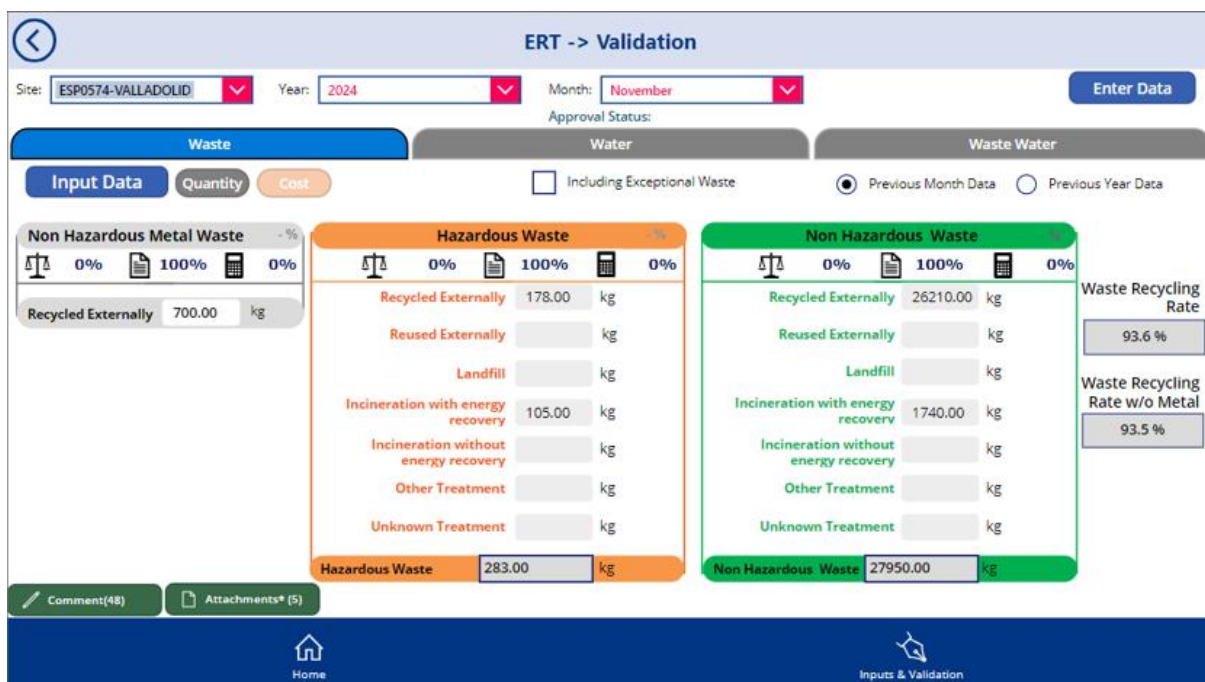 ERT -> Validation
Site: ESP0574-VALLADOLID Year: 2024 Month: November Enter Data
Approval Status:
Waste Water Waste Water
Input Data Quantity Cost Including Exceptional Waste Previous Month Data Previous Year Data
Non Hazardous Metal Waste - %
0% 100% 0%
Recycled Externally 700.00 kg
Hazardous Waste - %
0% 100% 0%
Recycled Externally 178.00 kg
Reused Externally kg
Landfill kg
Incineration with energy
recovery 105.00 kg
Incineration without
energy recovery kg
Other Treatment kg
Unknown Treatment kg
Hazardous Waste 283.00 kg
Non Hazardous Waste - %
0% 100% 0%
Recycled Externally 26210.00 kg
Reused Externally kg
Landfill kg
Incineration with energy
recovery 1740.00 kg
Incineration without
energy recovery kg
Other Treatment kg
Unknown Treatment kg
Non Hazardous Waste 27950.00 kg
Waste Recycling
Rate
93.6 %
Waste Recycling
Rate w/o Metal
93.5 %
Comment(48) Attachments* (5)
Home Inputs & Validation